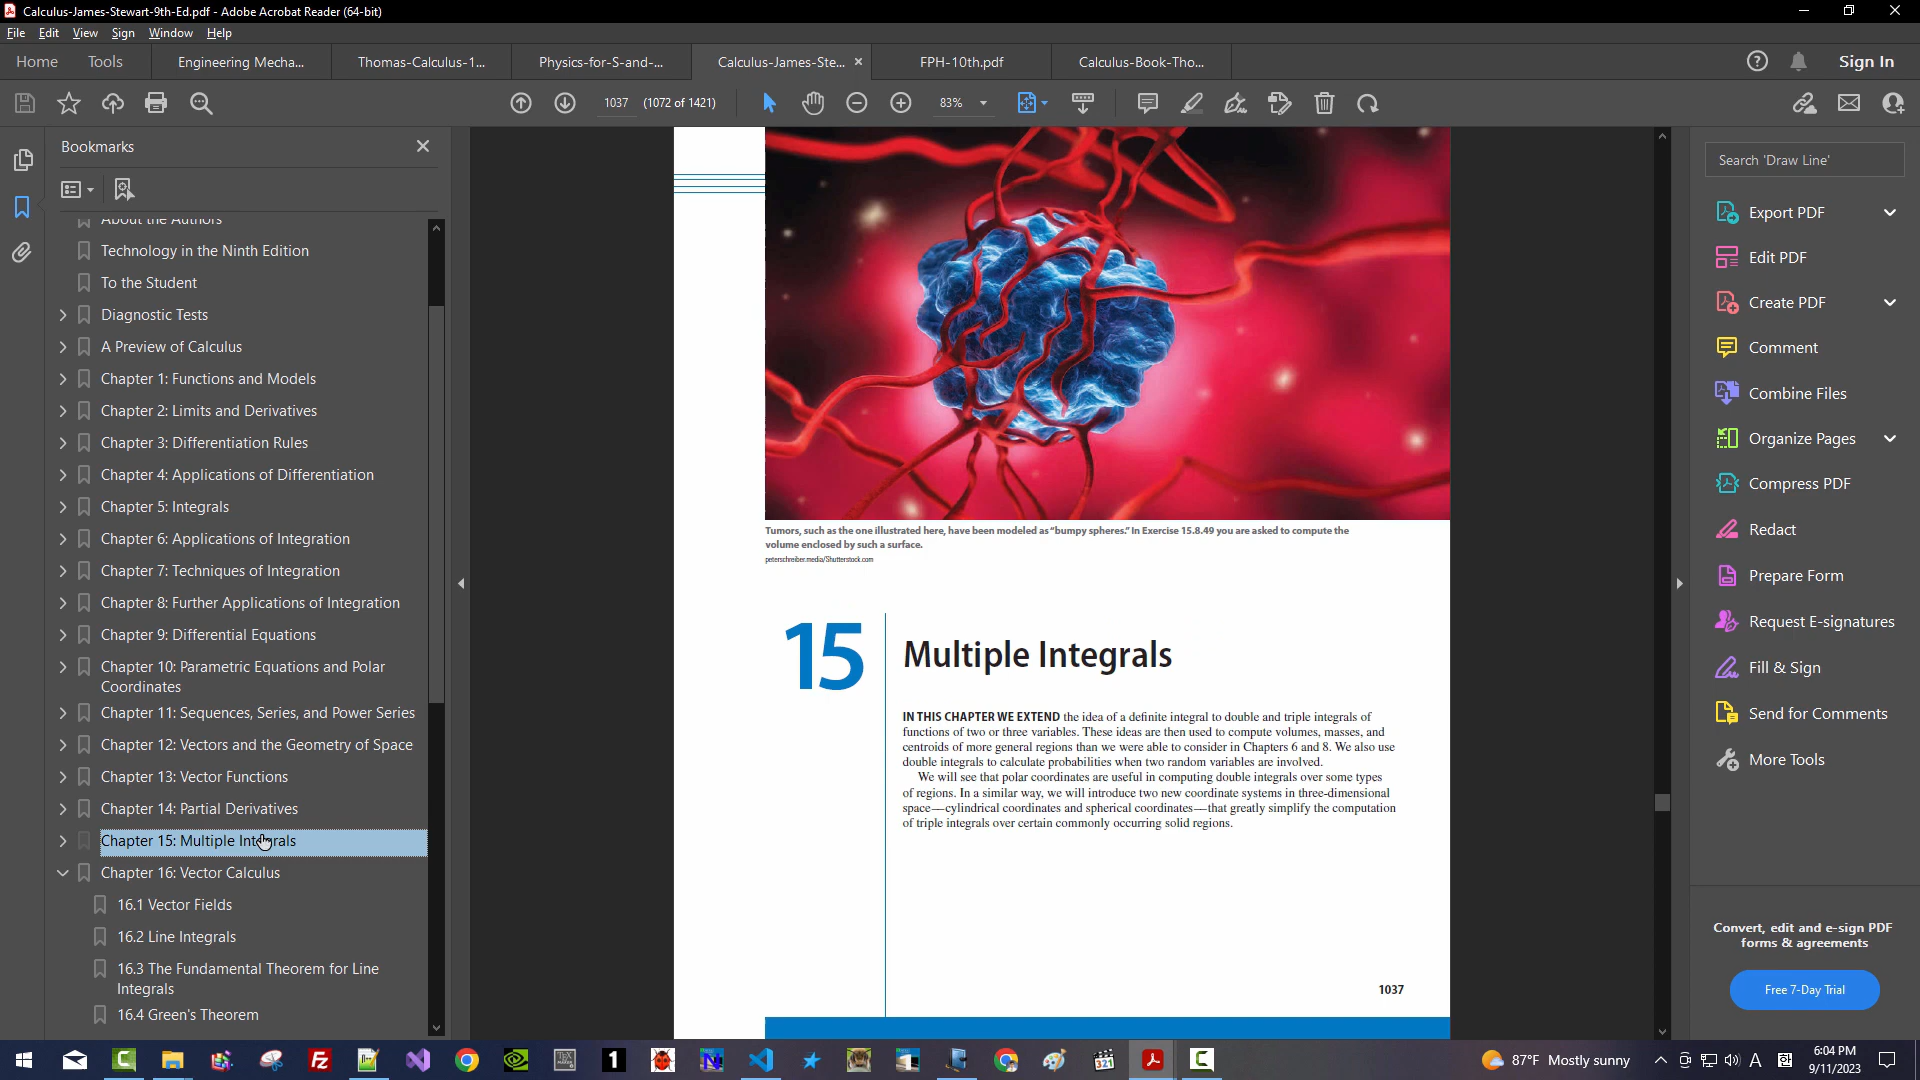 Calculus-James-Stewart-9th-Ed.pdf - Adobe Acrobat Reader (64-bit)
File Edit View Sign Window Help
Home Tools Engineering Mecha... Thomas-Calculus-1... Physics-for-S-and-... Calculus-James-Ste... FPH-10th.pdf Calculus-Book-Tho... Sign In
1037 (1072 of 1421) 83%
Bookmarks
About the Authors
Technology in the Ninth Edition
To the Student
Diagnostic Tests
A Preview of Calculus
Chapter 1: Functions and Models
Chapter 2: Limits and Derivatives
Chapter 3: Differentiation Rules
Chapter 4: Applications of Differentiation
Chapter 5: Integrals
Chapter 6: Applications of Integration
Chapter 7: Techniques of Integration
Chapter 8: Further Applications of Integration
Chapter 9: Differential Equations
Chapter 10: Parametric Equations and Polar
Coordinates
Chapter 11: Sequences, Series, and Power Series
Chapter 12: Vectors and the Geometry of Space
Chapter 13: Vector Functions
Chapter 14: Partial Derivatives
Chapter 15: Multiple Integrals
Chapter 16: Vector Calculus
16.1 Vector Fields
16.2 Line Integrals
16.3 The Fundamental Theorem for Line
Integrals
16.4 Green's Theorem
Tumors, such as the one illustrated here, have been modeled as "bumpy spheres." In Exercise 15.8.49 you are asked to compute the
volume enclosed by such a surface.
peterschreiber.media/Shutterstock.com
15 Multiple Integrals
IN THIS CHAPTER WE EXTEND the idea of a definite integral to double and triple integrals of
functions of two or three variables. These ideas are then used to compute volumes, masses, and
centroids of more general regions than we were able to consider in Chapters 6 and 8. We also use
double integrals to calculate probabilities when two random variables are involved.
We will see that polar coordinates are useful in computing double integrals over some types
of regions. In a similar way, we will introduce two new coordinate systems in three-dimensional
space—cylindrical coordinates and spherical coordinates—that greatly simplify the computation
of triple integrals over certain commonly occurring solid regions.
1037
Search 'Draw Line'
Export PDF
Edit PDF
Create PDF
Comment
Combine Files
Organize Pages
Compress PDF
Redact
Prepare Form
Request E-signatures
Fill & Sign
Send for Comments
More Tools
Convert, edit and e-sign PDF
forms & agreements
Free 7-Day Trial
87°F Mostly sunny
6:04 PM
9/11/2023